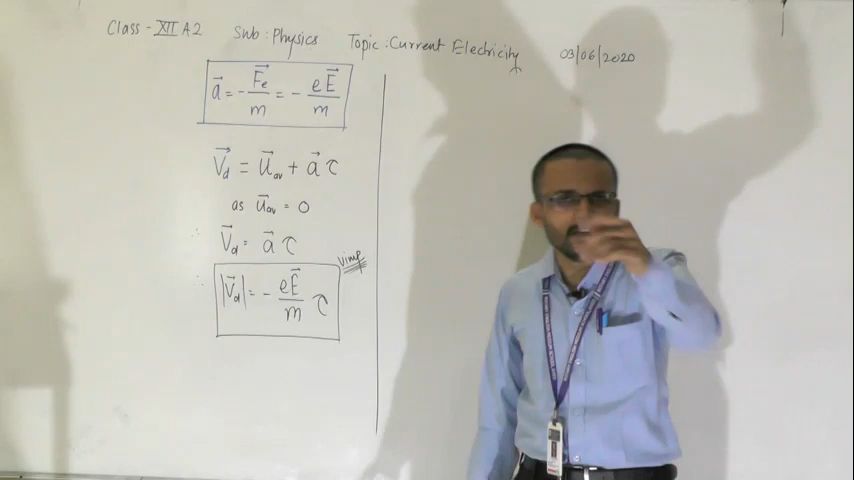 Class - XII A2 Sub : Physics Topic : Current Electricity 03/06/2020
a⃗ = - F⃗e/m = - eE⃗/m
V⃗d = u⃗av + a⃗ τ
as u⃗av = 0
∴ V⃗d = a⃗ τ
Vimp
∴ |V⃗d| = - eE⃗/m τ